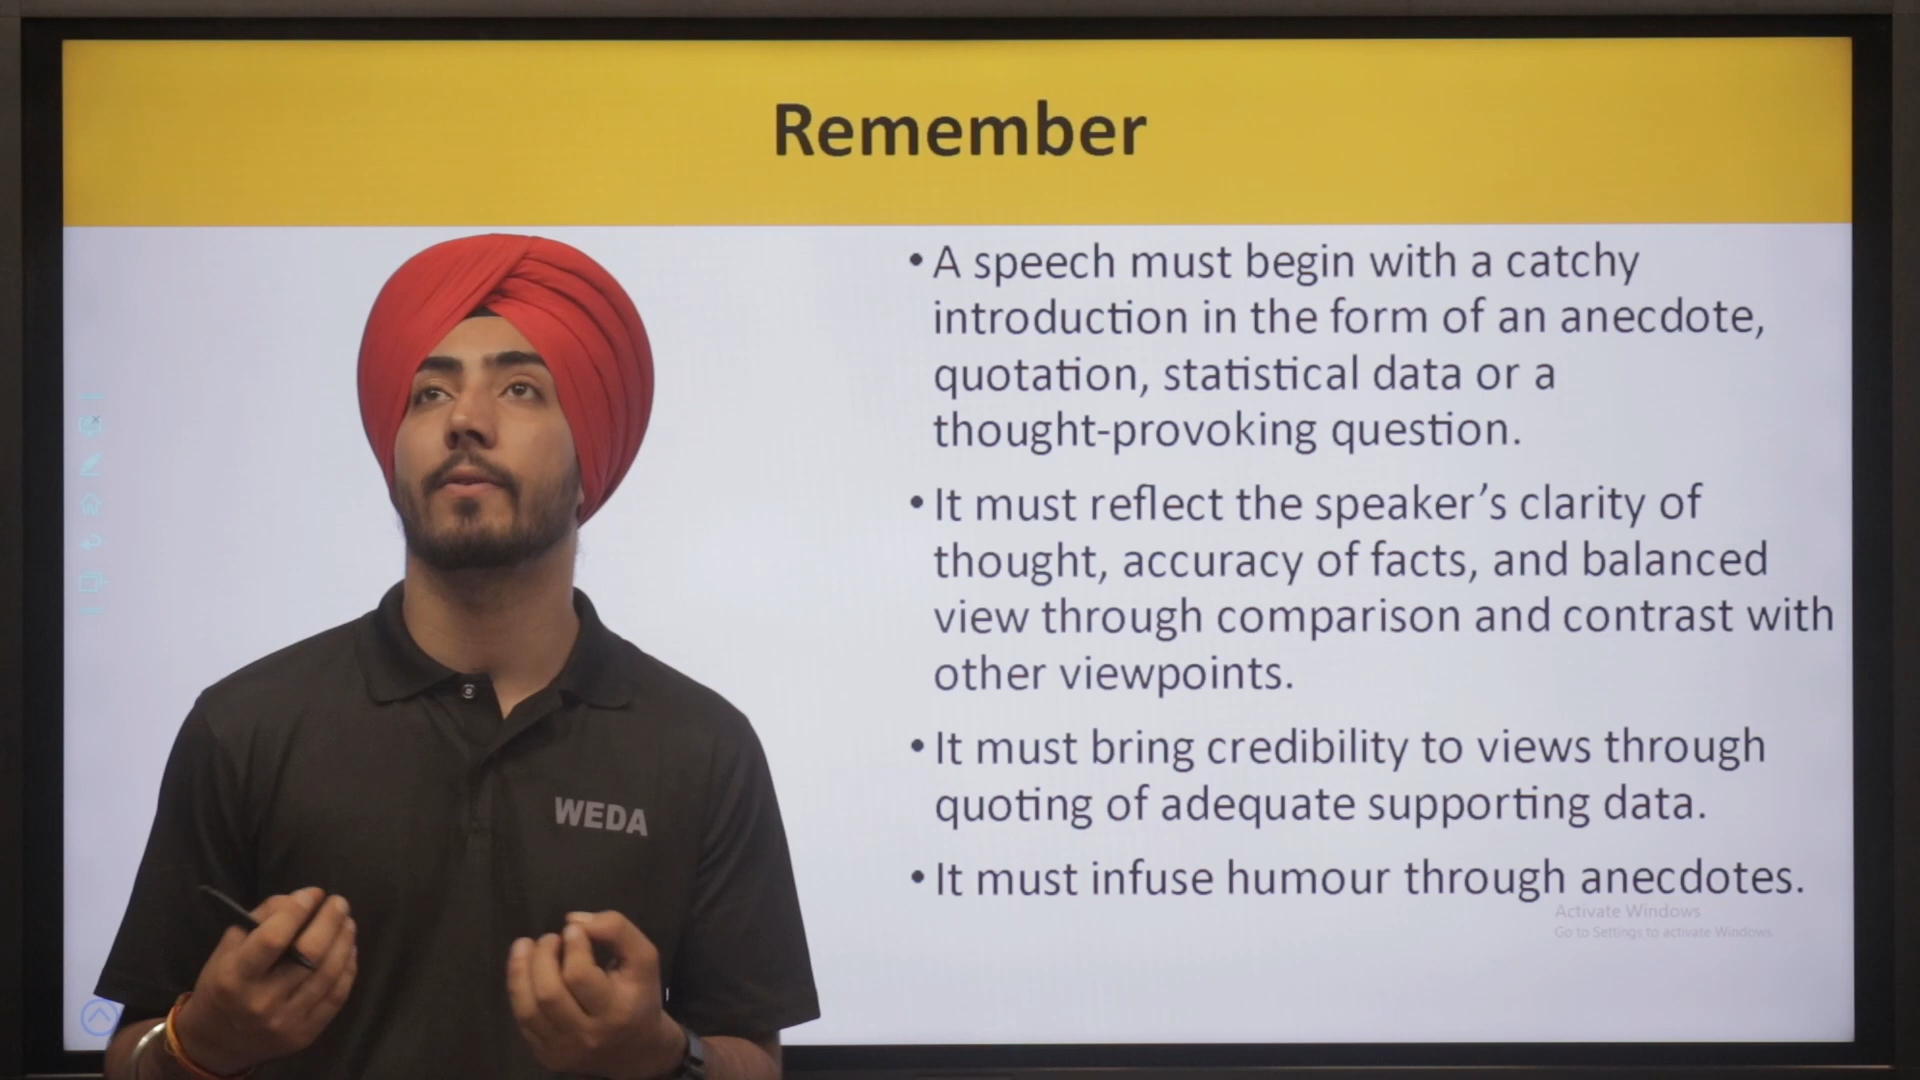 Remember
• A speech must begin with a catchy
introduction in the form of an anecdote,
quotation, statistical data or a
thought-provoking question.
• It must reflect the speaker’s clarity of
thought, accuracy of facts, and balanced
view through comparison and contrast with
other viewpoints.
• It must bring credibility to views through
quoting of adequate supporting data.
• It must infuse humour through anecdotes.
Activate Windows
Go to Settings to activate Windows.
WEDA